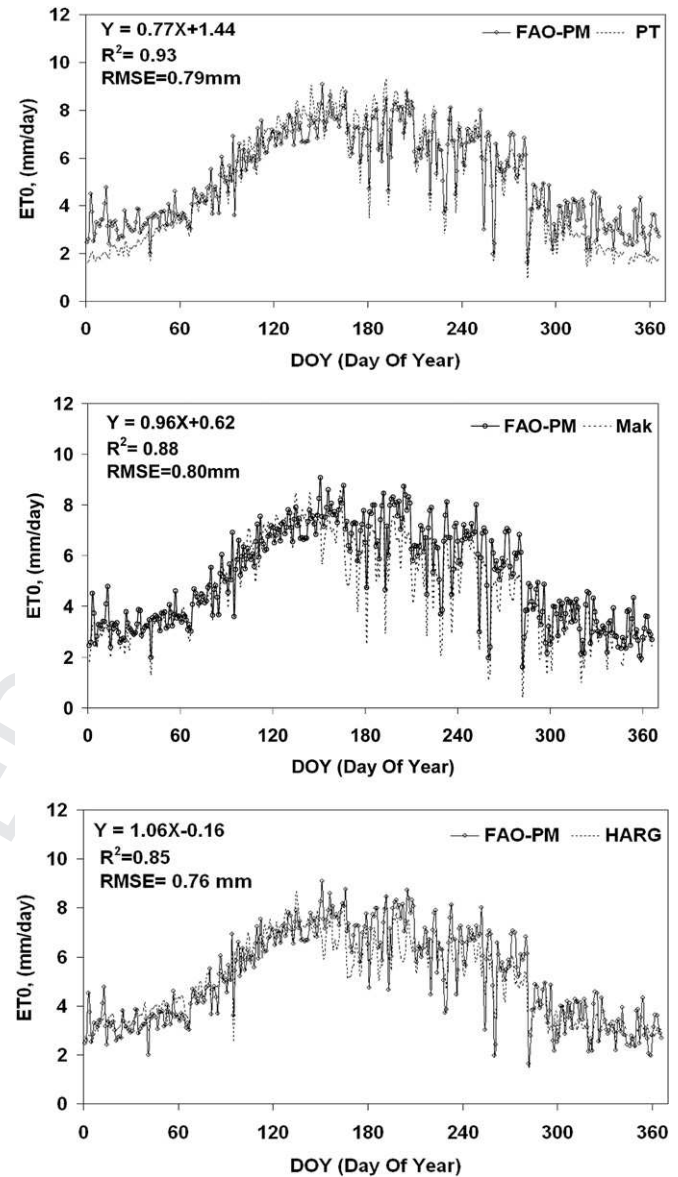 Y = 0.77X+1.44
R²= 0.93
RMSE=0.79mm
FAO-PM PT
12
10
8
6
4
2
0
ET0, (mm/day)
0 60 120 180 240 300 360
DOY (Day Of Year)
Y = 0.96X+0.62
R² = 0.88
RMSE=0.80mm
FAO-PM Mak
12
10
8
6
4
2
0
ET0, (mm/day)
0 60 120 180 240 300 360
DOY (Day Of Year)
Y = 1.06X-0.16
R²=0.85
RMSE= 0.76 mm
FAO-PM HARG
12
10
8
6
4
2
0
ET0, (mm/day)
0 60 120 180 240 300 360
DOY (Day Of Year)